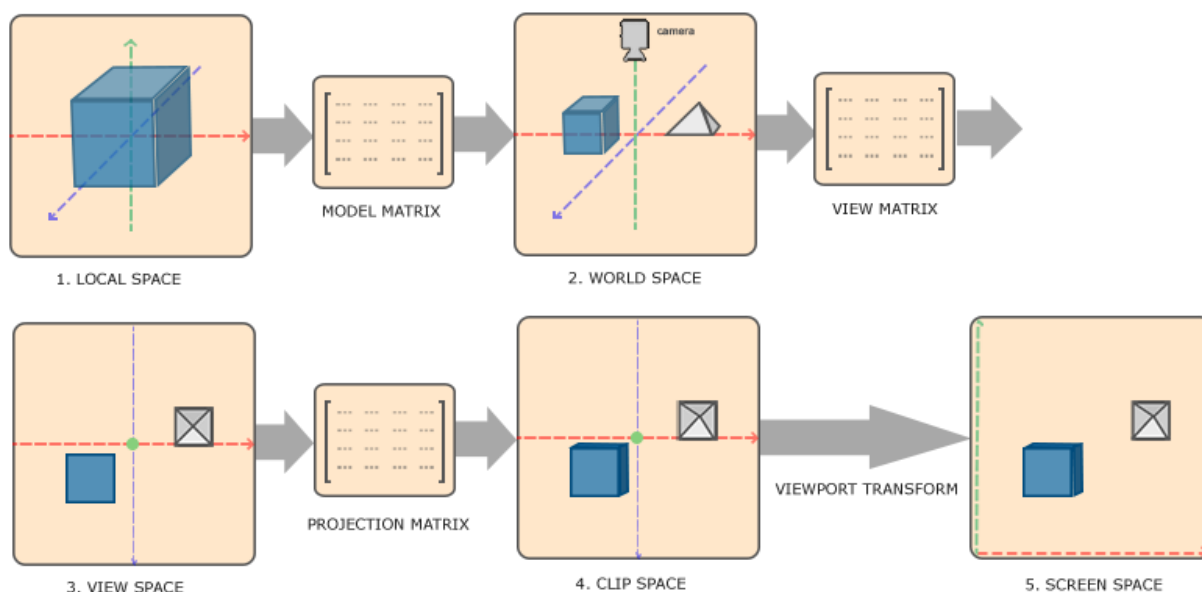 camera
MODEL MATRIX
VIEW MATRIX
1. LOCAL SPACE
2. WORLD SPACE
PROJECTION MATRIX
VIEWPORT TRANSFORM
3. VIEW SPACE
4. CLIP SPACE
5. SCREEN SPACE